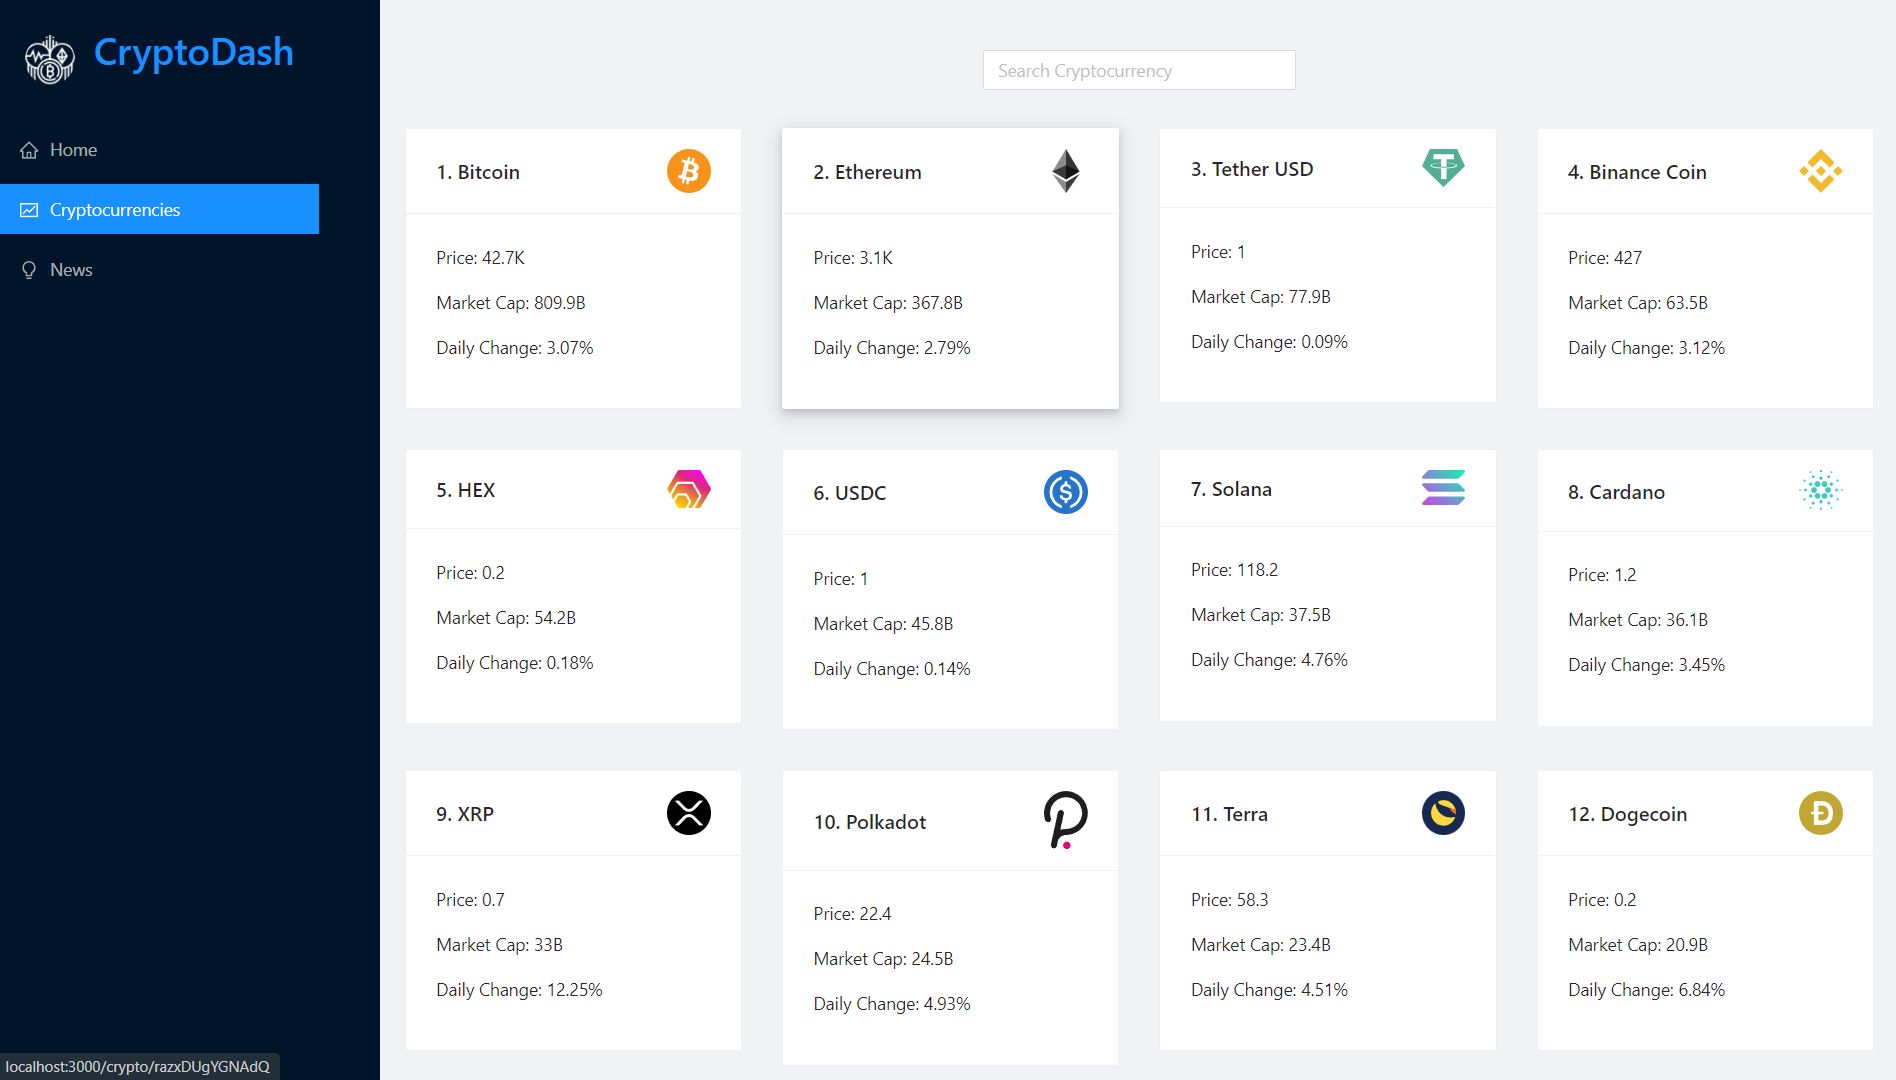 CryptoDash
Home
Cryptocurrencies
News
Search Cryptocurrency
1. Bitcoin
Price: 42.7K
Market Cap: 809.9B
Daily Change: 3.07%
2. Ethereum
Price: 3.1K
Market Cap: 367.8B
Daily Change: 2.79%
3. Tether USD
Price: 1
Market Cap: 77.9B
Daily Change: 0.09%
4. Binance Coin
Price: 427
Market Cap: 63.5B
Daily Change: 3.12%
5. HEX
Price: 0.2
Market Cap: 54.2B
Daily Change: 0.18%
6. USDC
Price: 1
Market Cap: 45.8B
Daily Change: 0.14%
7. Solana
Price: 118.2
Market Cap: 37.5B
Daily Change: 4.76%
8. Cardano
Price: 1.2
Market Cap: 36.1B
Daily Change: 3.45%
9. XRP
Price: 0.7
Market Cap: 33B
Daily Change: 12.25%
10. Polkadot
Price: 22.4
Market Cap: 24.5B
Daily Change: 4.93%
11. Terra
Price: 58.3
Market Cap: 23.4B
Daily Change: 4.51%
12. Dogecoin
Price: 0.2
Market Cap: 20.9B
Daily Change: 6.84%
localhost:3000/crypto/razxDUgYGNAdQ